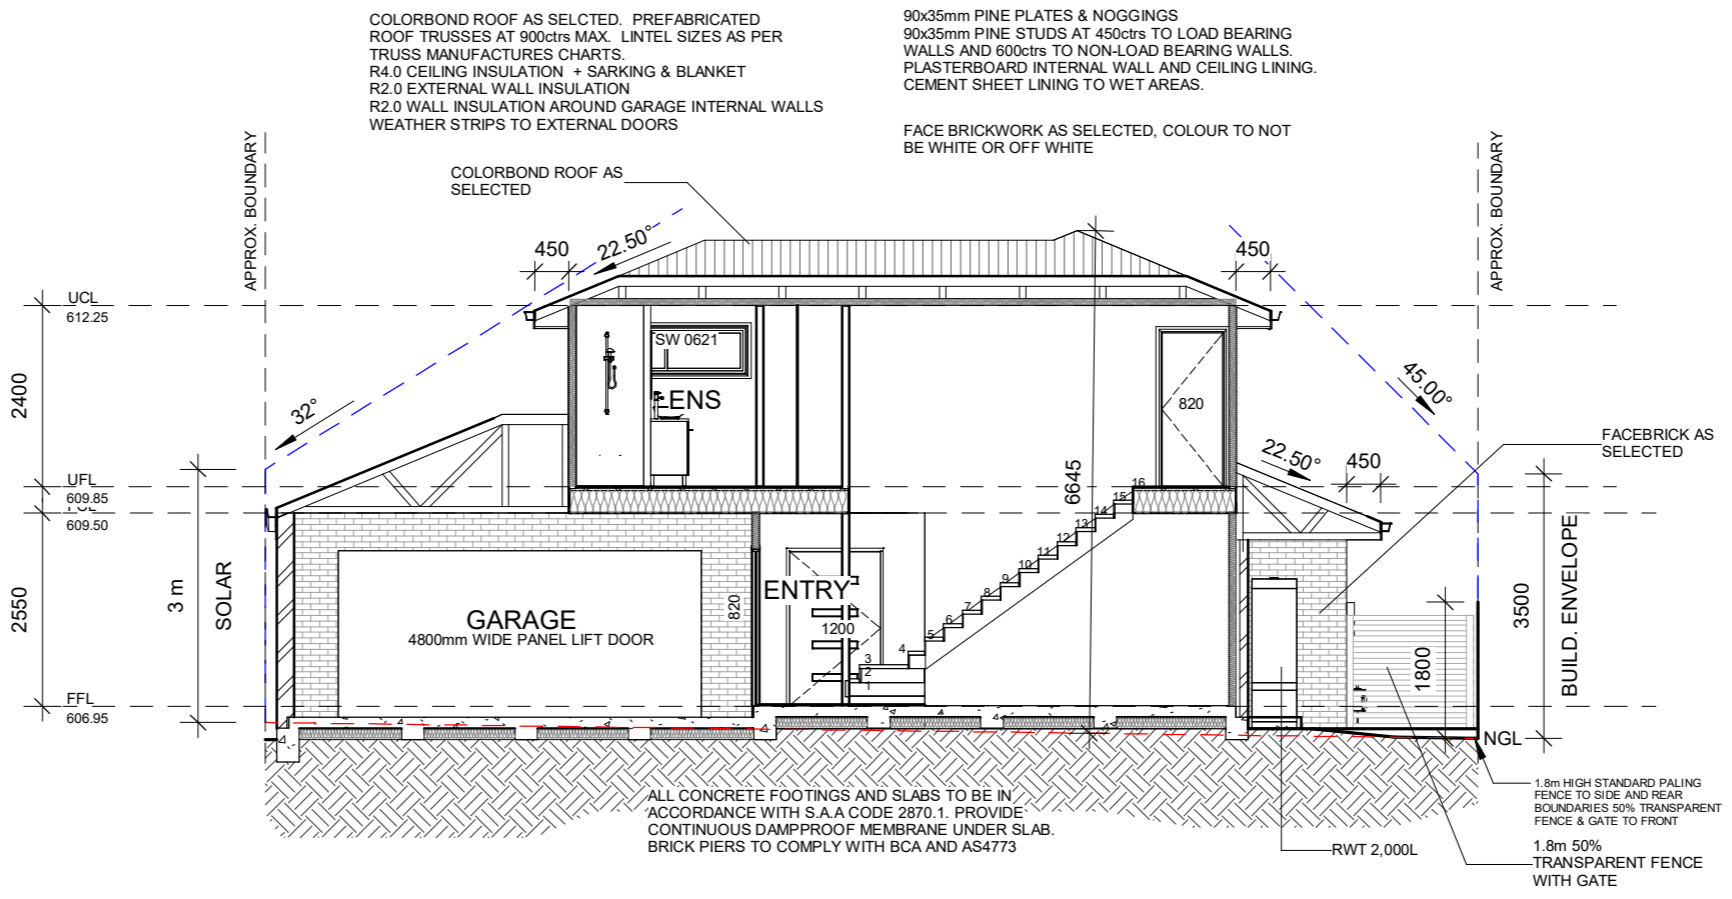 COLORBOND ROOF AS SELCTED. PREFABRICATED
ROOF TRUSSES AT 900ctrs MAX. LINTEL SIZES AS PER
TRUSS MANUFACTURES CHARTS.
R4.0 CEILING INSULATION + SARKING & BLANKET
R2.0 EXTERNAL WALL INSULATION
R2.0 WALL INSULATION AROUND GARAGE INTERNAL WALLS
WEATHER STRIPS TO EXTERNAL DOORS
90x35mm PINE PLATES & NOGGINGS
90x35mm PINE STUDS AT 450ctrs TO LOAD BEARING
WALLS AND 600ctrs TO NON-LOAD BEARING WALLS.
PLASTERBOARD INTERNAL WALL AND CEILING LINING.
CEMENT SHEET LINING TO WET AREAS.
FACE BRICKWORK AS SELECTED, COLOUR TO NOT
BE WHITE OR OFF WHITE
APPROX. BOUNDARY
APPROX. BOUNDARY
COLORBOND ROOF AS
SELECTED
450
22.50°
450
UCL
612.25
SW 0621
2400
32°
ENS
820
45.00°
FACEBRICK AS
SELECTED
22.50°
450
UFL
609.85
609.50
6645
16
15
14
13
12
11
10
9
8
7
6
5
4
3
2
1
3 m
SOLAR
2550
GARAGE
4800mm WIDE PANEL LIFT DOOR
820
ENTRY
1200
1800
3500
BUILD. ENVELOPE
FFL
606.95
NGL
1.8m HIGH STANDARD PALING
FENCE TO SIDE AND REAR
BOUNDARIES 50% TRANSPARENT
FENCE & GATE TO FRONT
ALL CONCRETE FOOTINGS AND SLABS TO BE IN
ACCORDANCE WITH S.A.A CODE 2870.1. PROVIDE
CONTINUOUS DAMPPROOF MEMBRANE UNDER SLAB.
BRICK PIERS TO COMPLY WITH BCA AND AS4773
RWT 2,000L
1.8m 50%
TRANSPARENT FENCE
WITH GATE